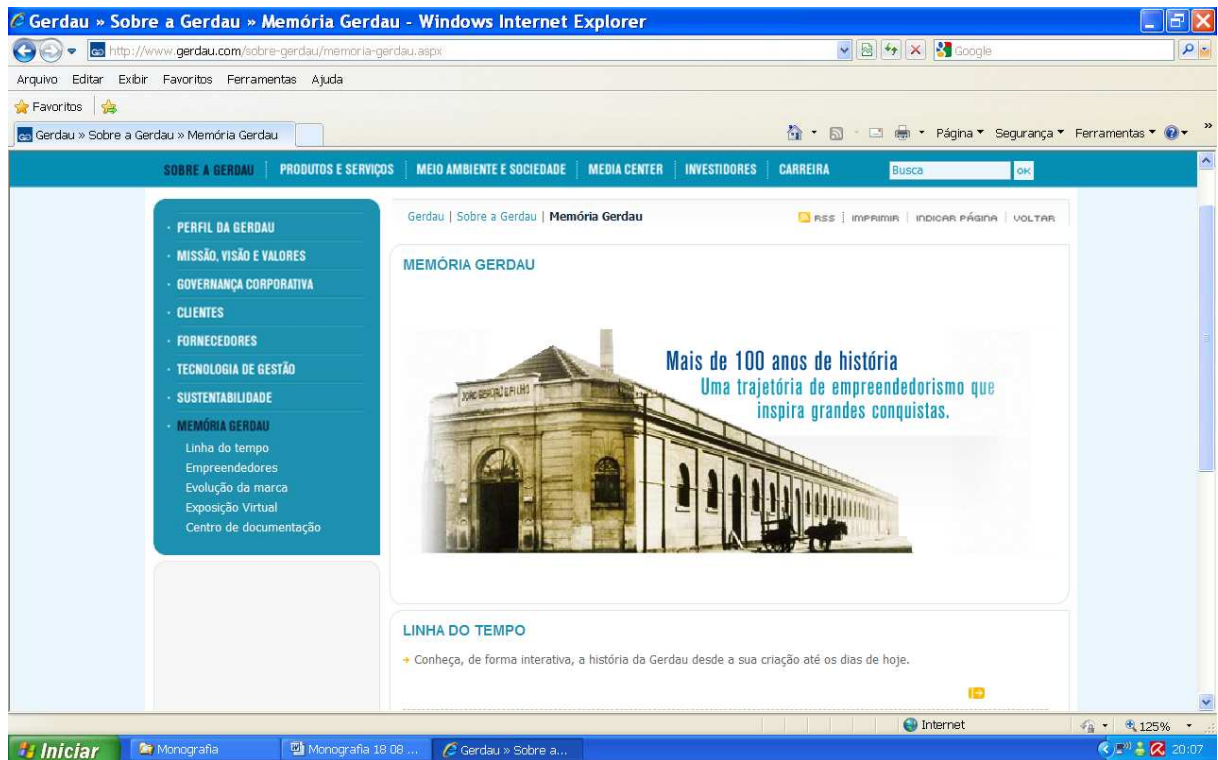 Gerdau » Sobre a Gerdau » Memória Gerdau - Windows Internet Explorer
http://www.gerdau.com/sobre-gerdau/memoria-gerdau.aspx
Google
Arquivo Editar Exibir Favoritos Ferramentas Ajuda
Favoritos
Gerdau » Sobre a Gerdau » Memória Gerdau
Página Segurança Ferramentas »
SOBRE A GERDAU PRODUTOS E SERVIÇOS MEIO AMBIENTE E SOCIEDADE MEDIA CENTER INVESTIDORES CARREIRA Busca OK
· PERFIL DA GERDAU
· MISSÃO, VISÃO E VALORES
· GOVERNANÇA CORPORATIVA
· CLIENTES
· FORNECEDORES
· TECNOLOGIA DE GESTÃO
· SUSTENTABILIDADE
· MEMÓRIA GERDAU
Linha do tempo
Empreendedores
Evolução da marca
Exposição Virtual
Centro de documentação
Gerdau | Sobre a Gerdau | Memória Gerdau
RSS | IMPRIMIR | INDICAR PÁGINA | VOLTAR
MEMÓRIA GERDAU
JOÃO GERDAU & FILHO
Mais de 100 anos de história
Uma trajetória de empreendedorismo que
inspira grandes conquistas.
LINHA DO TEMPO
Conheça, de forma interativa, a história da Gerdau desde a sua criação até os dias de hoje.
Internet 125%
Iniciar Monografia Monografia 18 08 ... Gerdau » Sobre a... 20:07